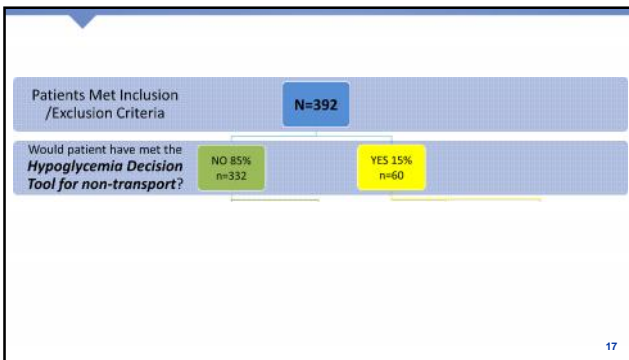 Patients Met Inclusion
/Exclusion Criteria
N=392
Would patient have met the
Hypoglycemia Decision
Tool for non-transport?
NO 85%
n=332
YES 15%
n=60
17